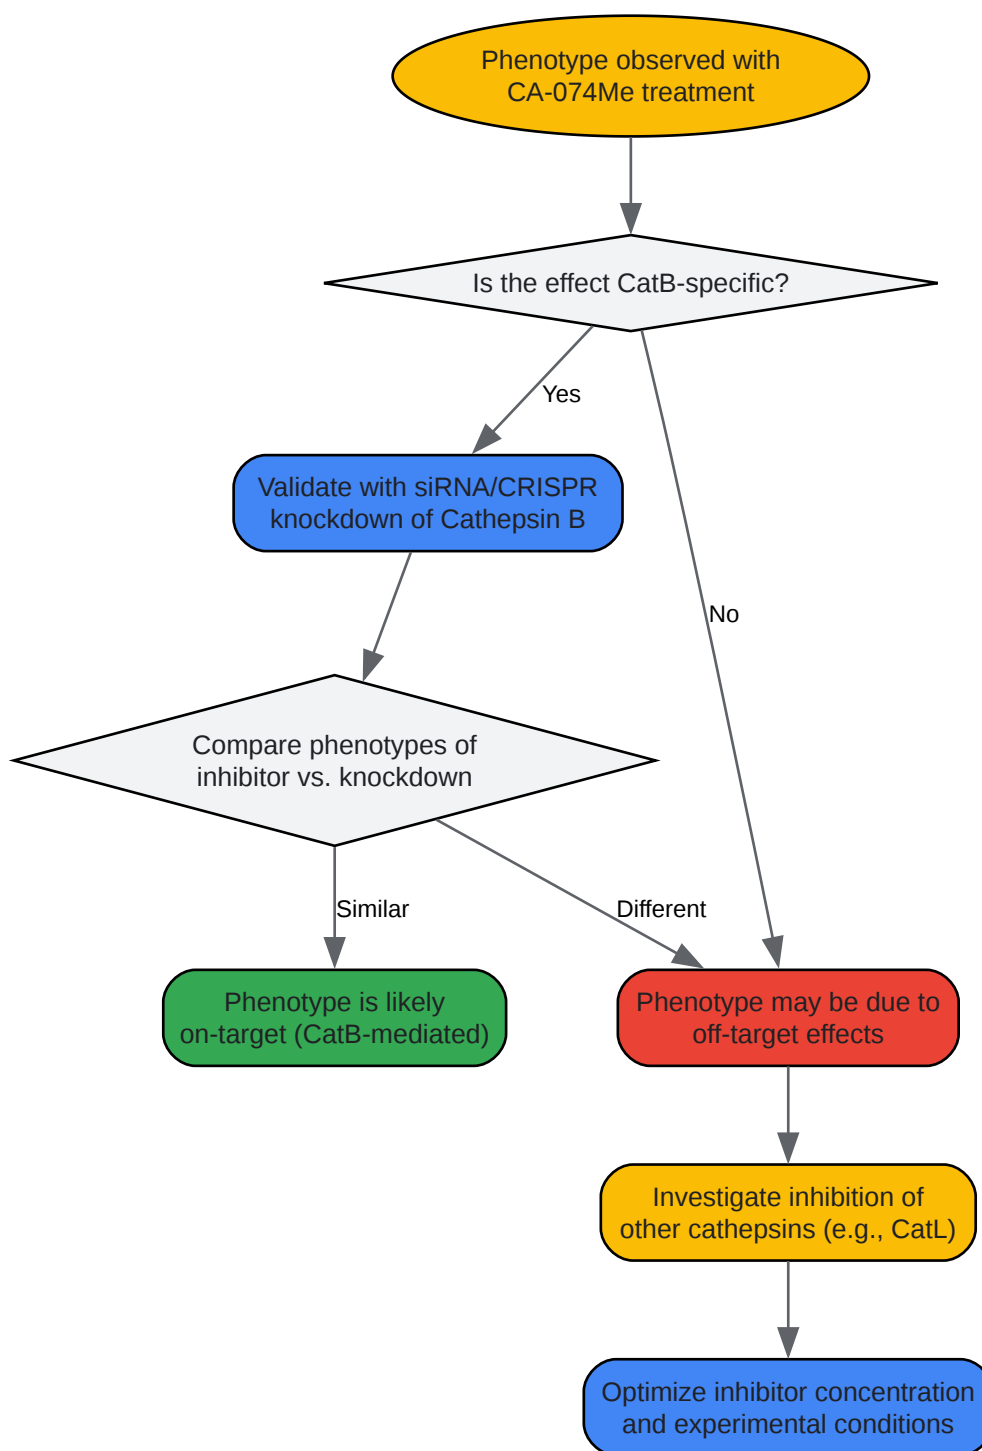 Phenotype observed with
CA-074Me treatment
Is the effect CatB-specific?
Yes
Validate with siRNA/CRISPR
knockdown of Cathepsin B
No
Compare phenotypes of
inhibitor vs. knockdown
Similar
Different
Phenotype is likely
on-target (CatB-mediated)
Phenotype may be due to
off-target effects
Investigate inhibition of
other cathepsins (e.g., CatL)
Optimize inhibitor concentration
and experimental conditions